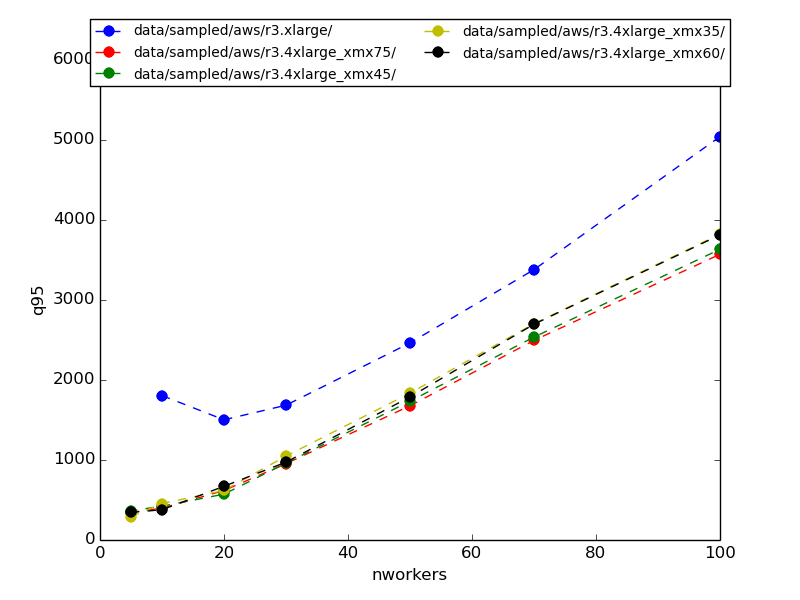 data/sampled/aws/r3.xlarge/
data/sampled/aws/r3.4xlarge_xmx75/
data/sampled/aws/r3.4xlarge_xmx45/
data/sampled/aws/r3.4xlarge_xmx35/
data/sampled/aws/r3.4xlarge_xmx60/
6000
5000
4000
3000
2000
1000
0
q95
0 20 40 60 80 100
nworkers